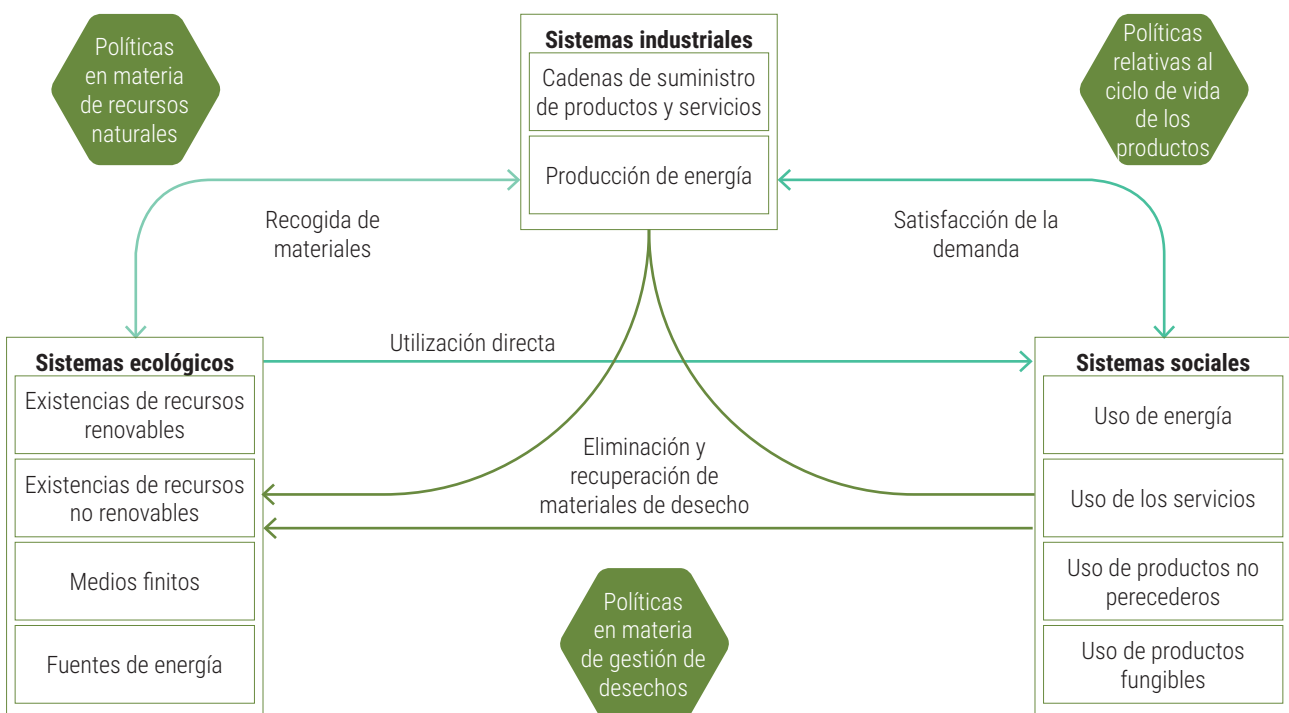 Políticas
en materia
de recursos
naturales
Sistemas industriales
Cadenas de suministro
de productos y servicios
Producción de energía
Políticas
relativas al
ciclo de vida
de los
productos
Recogida de
materiales
Satisfacción de la
demanda
Utilización directa
Sistemas ecológicos
Existencias de recursos
renovables
Existencias de recursos
no renovables
Medios finitos
Fuentes de energía
Eliminación y
recuperación de
materiales de desecho
Políticas
en materia
de gestión de
desechos
Sistemas sociales
Uso de energía
Uso de los servicios
Uso de productos no
perecederos
Uso de productos
fungibles